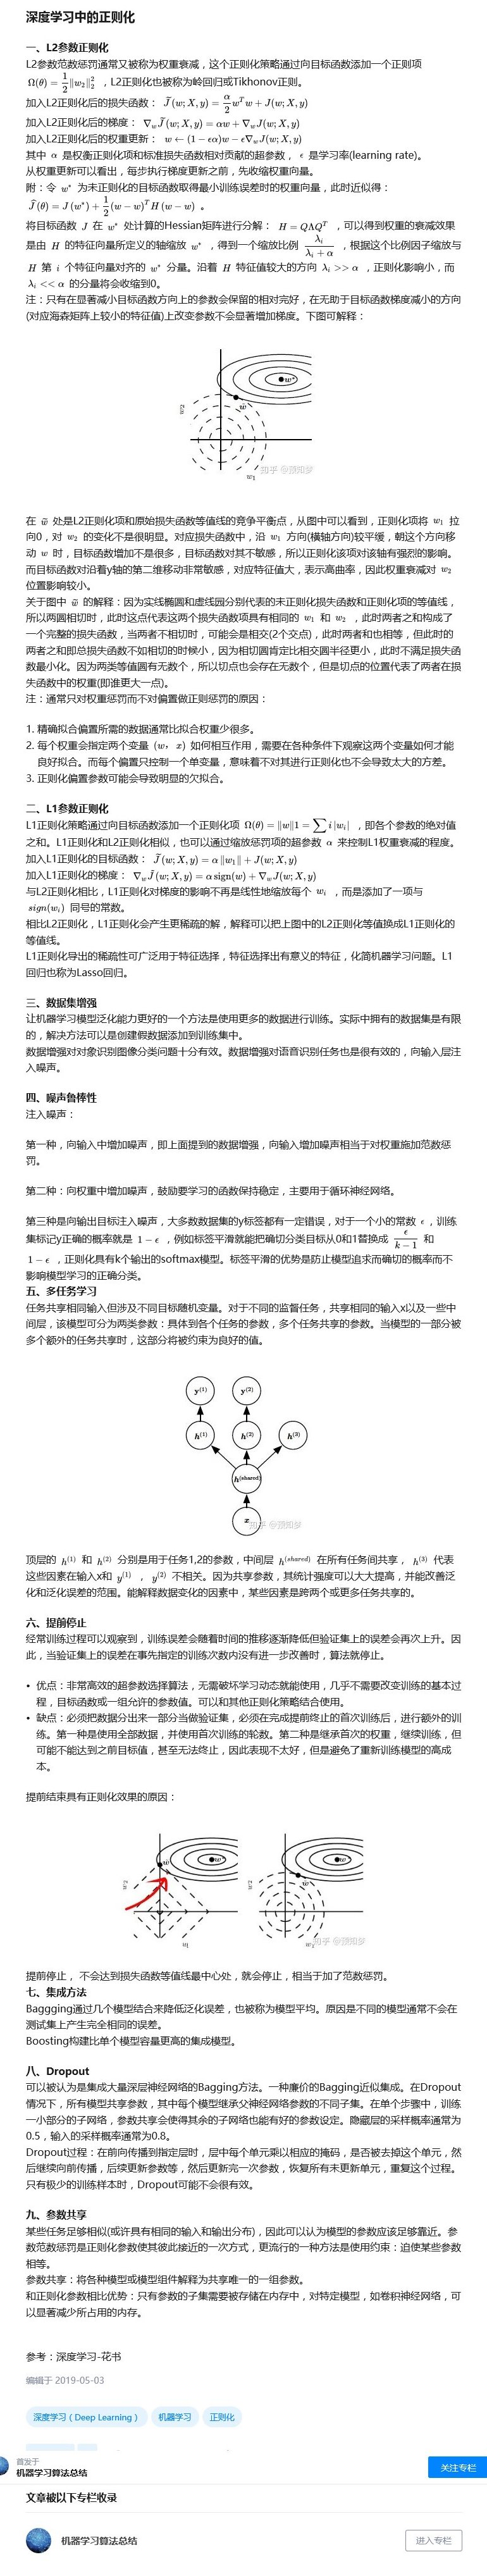 深度学习中的正则化
一、L2参数正则化
L2参数范数惩罚通常又被称为权重衰减，这个正则化策略通过向目标函数添加一个正则项
Ω(θ) = 1/2 ||w₂||₂² ，L2正则化也被称为岭回归或Tikhonov正则。
加入L2正则化后的损失函数： J̃(w; X, y) = α/2 wᵀw + J(w; X, y)
加入L2正则化后的梯度： ∇_w J̃(w; X, y) = αw + ∇_w J(w; X, y)
加入L2正则化后的权重更新： w ← (1 − ϵα)w − ϵ∇_w J(w; X, y)
其中 α 是权衡正则化项和标准损失函数相对贡献的超参数， ϵ 是学习率(learning rate)。
从权重更新可以看出，每步执行梯度更新之前，先收缩权重向量。
附：令 w* 为未正则化的目标函数取得最小训练误差时的权重向量，此时近似得：
Ĵ(θ) = J(w*) + 1/2 (w − w)ᵀH(w − w) 。
将目标函数 J 在 w* 处计算的Hessian矩阵进行分解： H = QΛQᵀ ，可以得到权重的衰减效果
是由 H 的特征向量所定义的轴缩放 w* ，得到一个缩放比例 λᵢ/(λᵢ + α) ，根据这个比例因子缩放与
H 第 i 个特征向量对齐的 w* 分量。沿着 H 特征值较大的方向 λᵢ >> α ，正则化影响小，而
λᵢ << α 的分量将会收缩到0。
注：只有在显著减小目标函数方向上的参数会保留的相对完好，在无助于目标函数梯度减小的方向
(对应海森矩阵上较小的特征值)上改变参数不会显著增加梯度。下图可解释：
w₂
w*
w̃
w₁
知乎 @预知梦
在 w̃ 处是L2正则化项和原始损失函数等值线的竞争平衡点，从图中可以看到，正则化项将 w₁ 拉
向0，对 w₂ 的变化不是很明显。对应损失函数中，沿 w₁ 方向(横轴方向)较平缓，朝这个方向移
动 w 时，目标函数增加不是很多，目标函数对其不敏感，所以正则化该项对该轴有强烈的影响。
而目标函数对沿着y轴的第二维移动非常敏感，对应特征值大，表示高曲率，因此权重衰减对 w₂
位置影响较小。
关于图中 w̃ 的解释：因为实线椭圆和虚线园分别代表的未正则化损失函数和正则化项的等值线，
所以两圆相切时，此时这点代表这两个损失函数项具有相同的 w₁ 和 w₂ ，此时两者之和构成了
一个完整的损失函数，当两者不相切时，可能会是相交(2个交点)，此时两者和也相等，但此时的
两者之和即总损失函数不如相切的时候小，因为相切圆肯定比相交圆半径更小，此时不满足损失函
数最小化。因为两类等值圆有无数个，所以切点也会存在无数个，但是切点的位置代表了两者在损
失函数中的权重(即谁更大一点)。
注：通常只对权重惩罚而不对偏置做正则惩罚的原因：
1. 精确拟合偏置所需的数据通常比拟合权重少很多。
2. 每个权重会指定两个变量 (w，x) 如何相互作用，需要在各种条件下观察这两个变量如何才能
良好拟合。而每个偏置只控制一个单变量，意味着不对其进行正则化也不会导致太大的方差。
3. 正则化偏置参数可能会导致明显的欠拟合。
二、L1参数正则化
L1正则化策略通过向目标函数添加一个正则化项 Ω(θ) = ||w||1 = ∑ i |wᵢ| ，即各个参数的绝对值
之和。L1正则化和L2正则化相似，也可以通过缩放惩罚项的超参数 α 来控制L1权重衰减的程度。
加入L1正则化的目标函数： J̃(w; X, y) = α ||w₁|| + J(w; X, y)
加入L1正则化的梯度： ∇_w J̃(w; X, y) = α sign(w) + ∇_w J(w; X, y)
与L2正则化相比，L1正则化对梯度的影响不再是线性地缩放每个 wᵢ ，而是添加了一项与
sign(wᵢ) 同号的常数。
相比L2正则化，L1正则化会产生更稀疏的解，解释可以把上图中的L2正则化等值换成L1正则化的
等值线。
L1正则化导出的稀疏性可广泛用于特征选择，特征选择出有意义的特征，化简机器学习问题。L1
回归也称为Lasso回归。
三、数据集增强
让机器学习模型泛化能力更好的一个方法是使用更多的数据进行训练。实际中拥有的数据集是有限
的，解决方法可以是创建假数据添加到训练集中。
数据增强对对象识别图像分类问题十分有效。数据增强对语音识别任务也是很有效的，向输入层注
入噪声。
四、噪声鲁棒性
注入噪声：
第一种，向输入中增加噪声，即上面提到的数据增强，向输入增加噪声相当于对权重施加范数惩
罚。
第二种：向权重中增加噪声，鼓励要学习的函数保持稳定，主要用于循环神经网络。
第三种是向输出目标注入噪声，大多数数据集的y标签都有一定错误，对于一个小的常数 ϵ ，训练
集标记y正确的概率就是 1 − ϵ ，例如标签平滑就能把确切分类目标从0和1替换成 ϵ/(k − 1) 和
1 − ϵ ，正则化具有k个输出的softmax模型。标签平滑的优势是防止模型追求而确切的概率而不
影响模型学习的正确分类。
五、多任务学习
任务共享相同输入但涉及不同目标随机变量。对于不同的监督任务，共享相同的输入x以及一些中
间层，该模型可分为两类参数：具体到各个任务的参数，多个任务共享的参数。当模型的一部分被
多个额外的任务共享时，这部分将被约束为良好的值。
y⁽¹⁾ y⁽²⁾
h⁽¹⁾ h⁽²⁾ h⁽³⁾
h^(shared)
x
知乎 @预知梦
顶层的 h⁽¹⁾ 和 h⁽²⁾ 分别是用于任务1,2的参数，中间层 h^(shared) 在所有任务间共享， h⁽³⁾ 代表
这些因素在输入x和 y⁽¹⁾ ， y⁽²⁾ 不相关。因为共享参数，其统计强度可以大大提高，并能改善泛
化和泛化误差的范围。能解释数据变化的因素中，某些因素是跨两个或更多任务共享的。
六、提前停止
经常训练过程可以观察到，训练误差会随着时间的推移逐渐降低但验证集上的误差会再次上升。因
此，当验证集上的误差在事先指定的训练次数内没有进一步改善时，算法就停止。
• 优点：非常高效的超参数选择算法，无需破坏学习动态就能使用，几乎不需要改变训练的基本过
程，目标函数或一组允许的参数值。可以和其他正则化策略结合使用。
• 缺点：必须把数据分出来一部分当做验证集，必须在完成提前终止的首次训练后，进行额外的训
练。第一种是使用全部数据，并使用首次训练的轮数。第二种是继承首次的权重，继续训练，但
可能不能达到之前目标值，甚至无法终止，因此表现不太好，但是避免了重新训练模型的高成
本。
提前结束具有正则化效果的原因：
w₂ w̃ w* w₁
w₂ w̃ w* w₁
知乎 @预知梦
提前停止， 不会达到损失函数等值线最中心处，就会停止，相当于加了范数惩罚。
七、集成方法
Baggging通过几个模型结合来降低泛化误差，也被称为模型平均。原因是不同的模型通常不会在
测试集上产生完全相同的误差。
Boosting构建比单个模型容量更高的集成模型。
八、Dropout
可以被认为是集成大量深层神经网络的Bagging方法。一种廉价的Bagging近似集成。在Dropout
情况下，所有模型共享参数，其中每个模型继承父神经网络参数的不同子集。在单个步骤中，训练
一小部分的子网络，参数共享会使得其余的子网络也能有好的参数设定。隐藏层的采样概率通常为
0.5，输入的采样概率通常为0.8。
Dropout过程：在前向传播到指定层时，层中每个单元乘以相应的掩码，是否被去掉这个单元，然
后继续向前传播，后续更新参数等，然后更新完一次参数，恢复所有未更新单元，重复这个过程。
只有极少的训练样本时，Dropout可能不会很有效。
九、参数共享
某些任务足够相似(或许具有相同的输入和输出分布)，因此可以认为模型的参数应该足够靠近。参
数范数惩罚是正则化参数使其彼此接近的一次方式，更流行的一种方法是使用约束：迫使某些参数
相等。
参数共享：将各种模型或模型组件解释为共享唯一的一组参数。
和正则化参数相比优势：只有参数的子集需要被存储在内存中，对特定模型，如卷积神经网络，可
以显著减少所占用的内存。
参考：深度学习-花书
编辑于 2019-05-03
深度学习（Deep Learning） 机器学习 正则化
首发于
机器学习算法总结
关注专栏
文章被以下专栏收录
机器学习算法总结
进入专栏